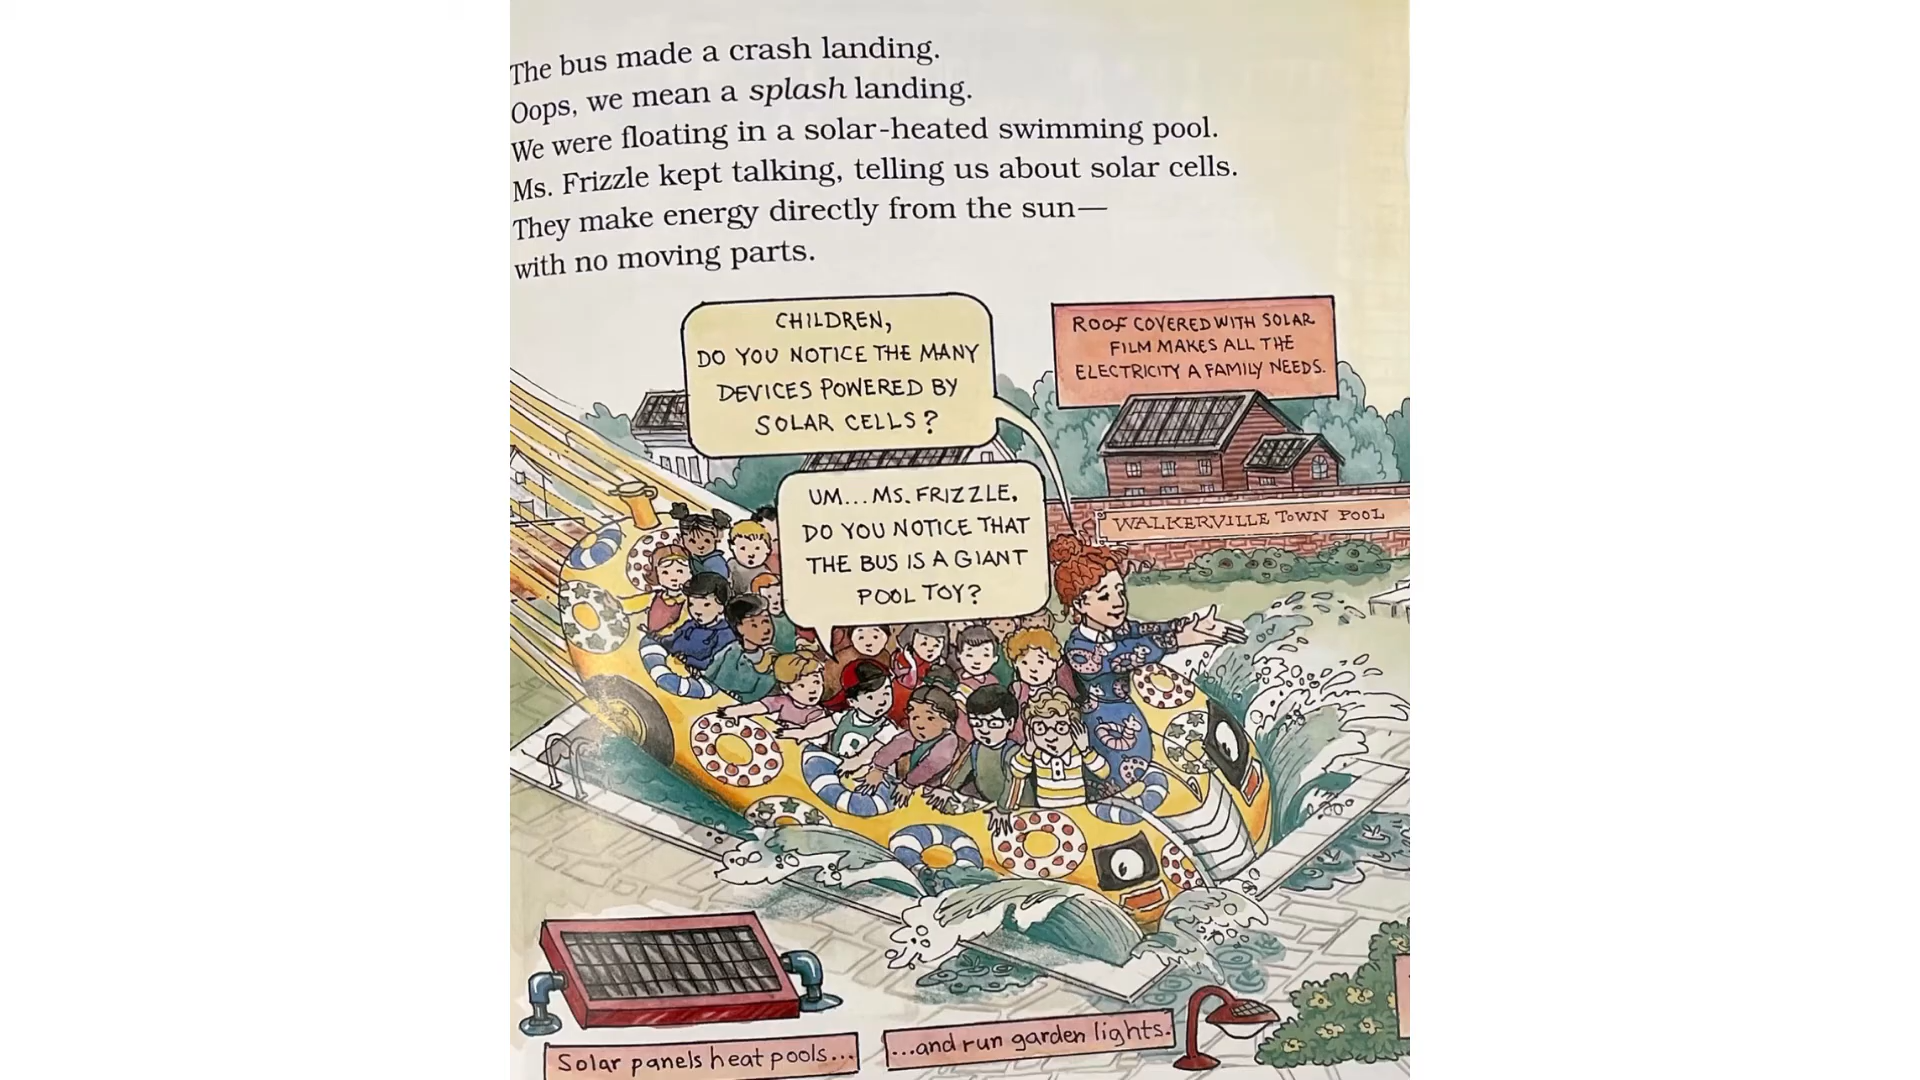 The bus made a crash landing.
Oops, we mean a splash landing.
We were floating in a solar-heated swimming pool.
Ms. Frizzle kept talking, telling us about solar cells.
They make energy directly from the sun—
with no moving parts.
CHILDREN,
DO YOU NOTICE THE MANY
DEVICES POWERED BY
SOLAR CELLS?
ROOF COVERED WITH SOLAR
FILM MAKES ALL THE
ELECTRICITY A FAMILY NEEDS.
UM...MS. FRIZZLE,
DO YOU NOTICE THAT
THE BUS IS A GIANT
POOL TOY?
WALKERVILLE TOWN POOL
Solar panels heat pools...
...and run garden lights.